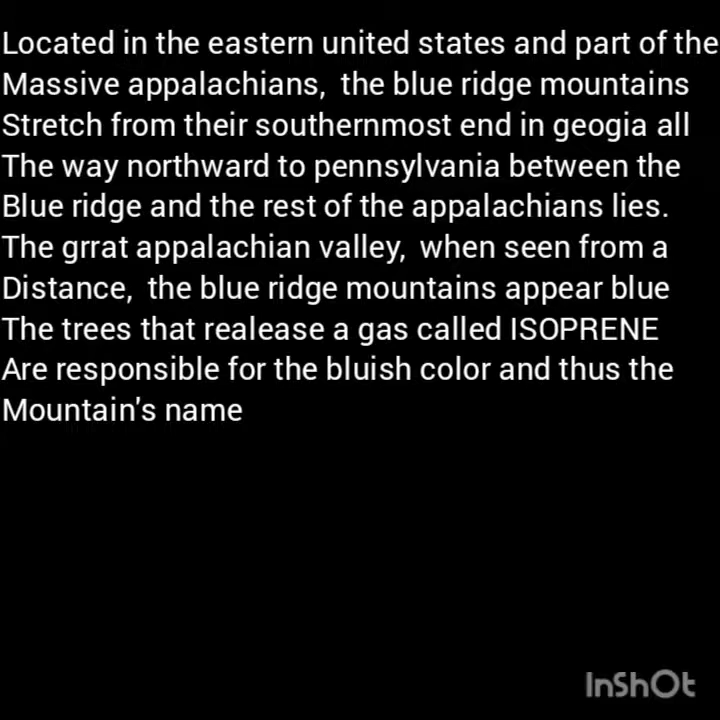 Located in the eastern united states and part of the
Massive appalachians,  the blue ridge mountains
Stretch from their southernmost end in geogia all
The way northward to pennsylvania between the
Blue ridge and the rest of the appalachians lies.
The grrat appalachian valley,  when seen from a
Distance,  the blue ridge mountains appear blue
The trees that realease a gas called ISOPRENE
Are responsible for the bluish color and thus the
Mountain's name
InShOt